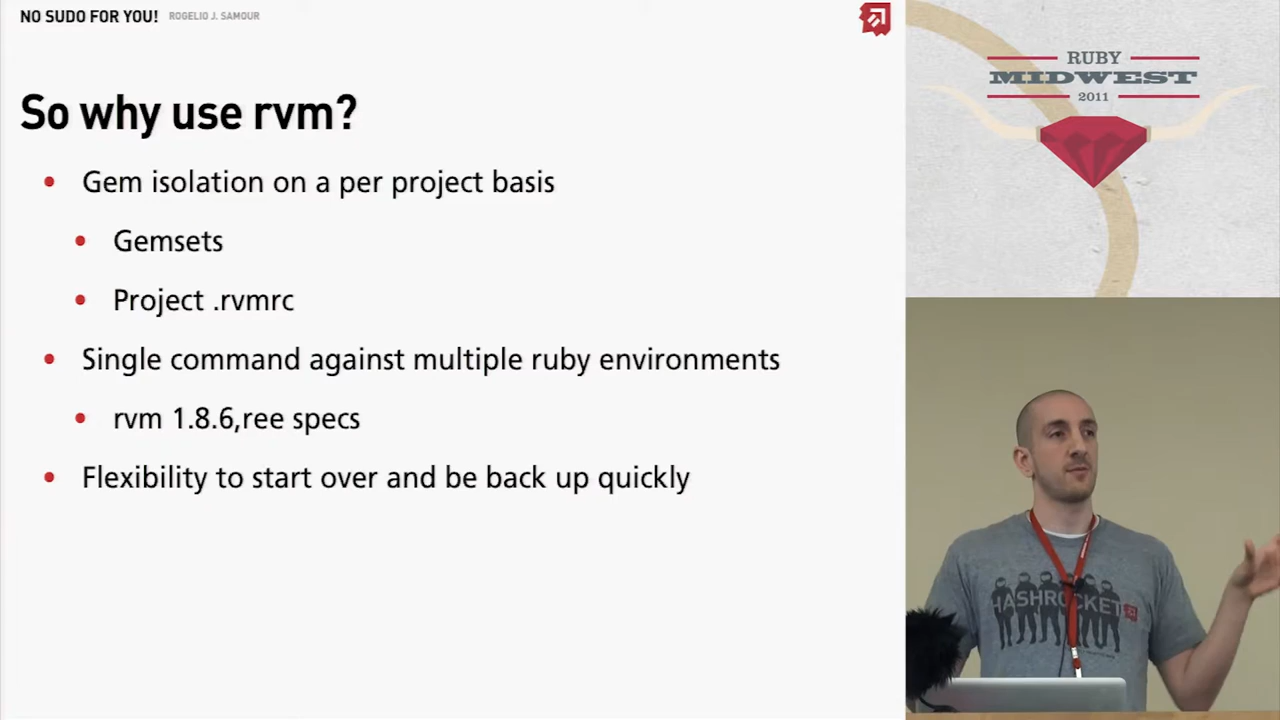 NO SUDO FOR YOU! ROGELIO J. SAMOUR
So why use rvm?
Gem isolation on a per project basis
Gemsets
Project .rvmrc
Single command against multiple ruby environments
rvm 1.8.6,ree specs
Flexibility to start over and be back up quickly
RUBY
MIDWEST
2011
HASHROCKET